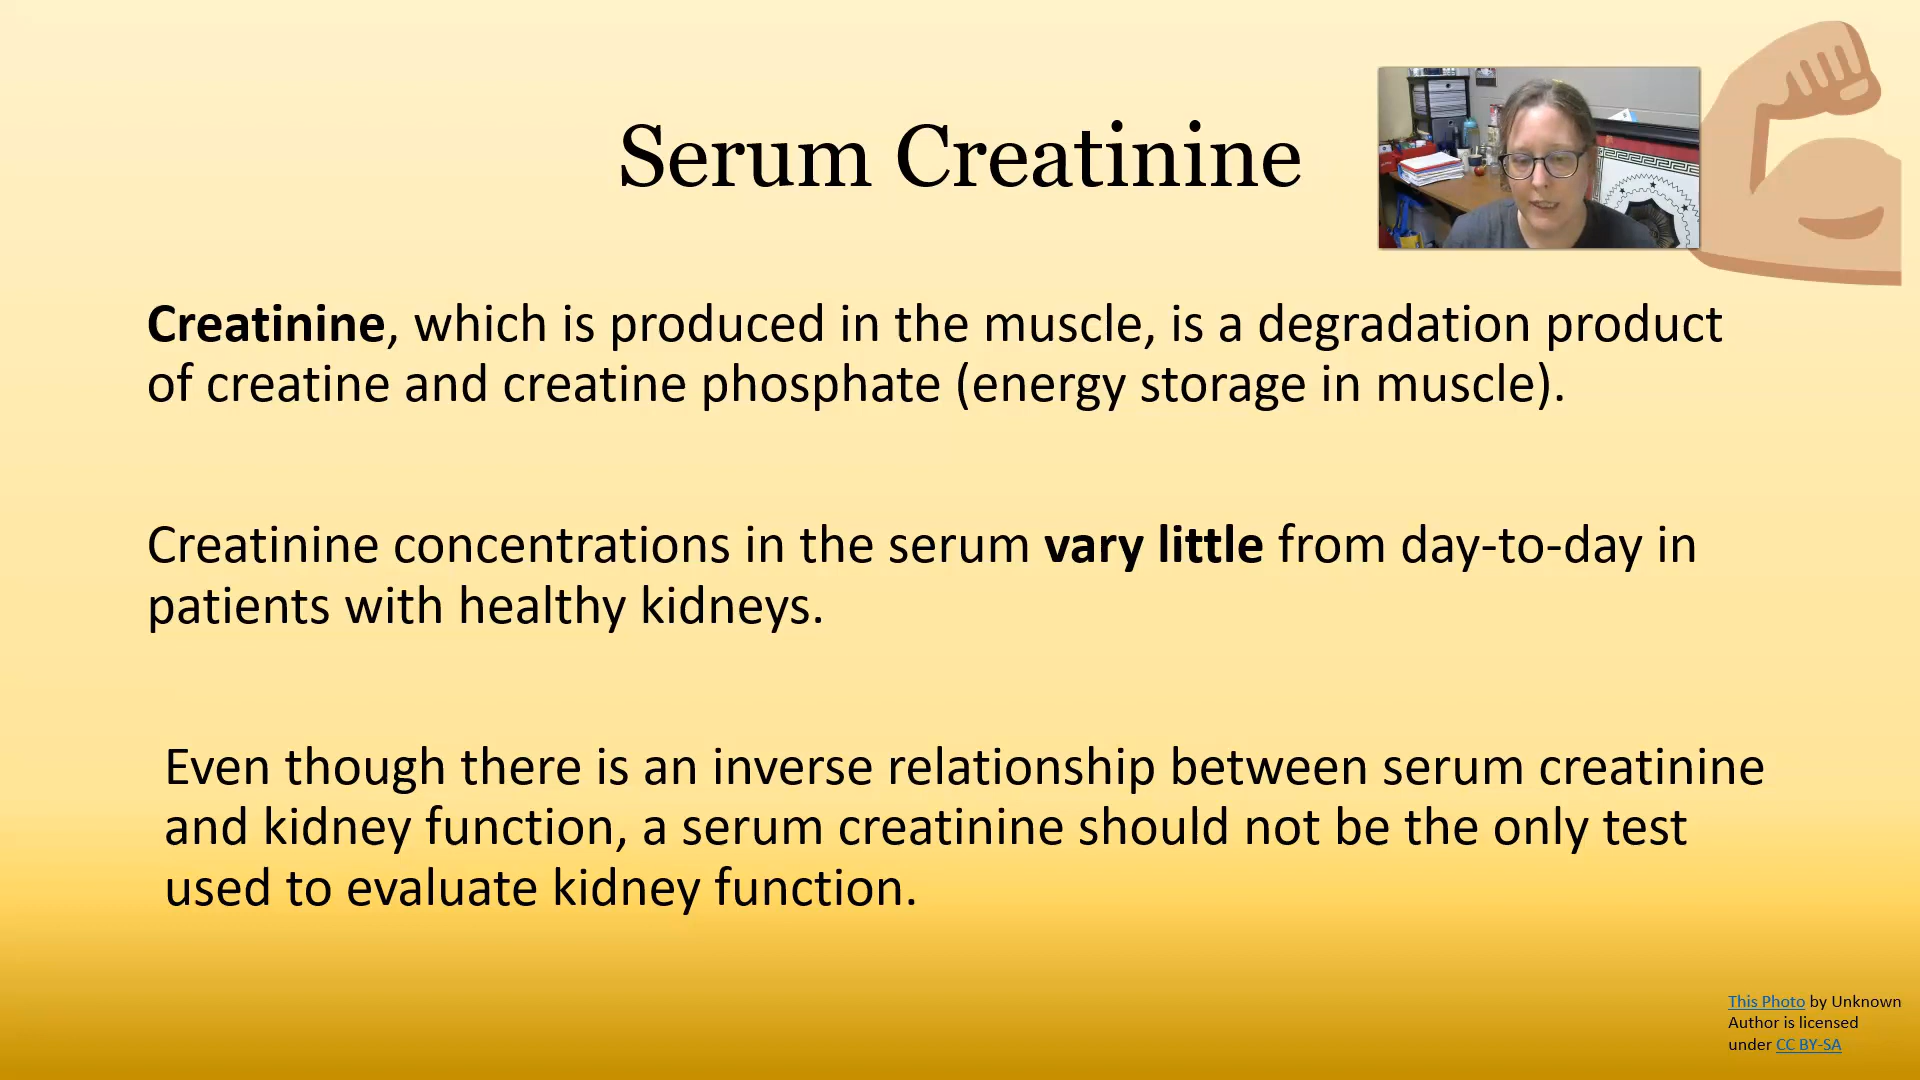 Serum Creatinine
Creatinine, which is produced in the muscle, is a degradation product
of creatine and creatine phosphate (energy storage in muscle).
Creatinine concentrations in the serum vary little from day-to-day in
patients with healthy kidneys.
Even though there is an inverse relationship between serum creatinine
and kidney function, a serum creatinine should not be the only test
used to evaluate kidney function.
This Photo by Unknown
Author is licensed
under CC BY-SA